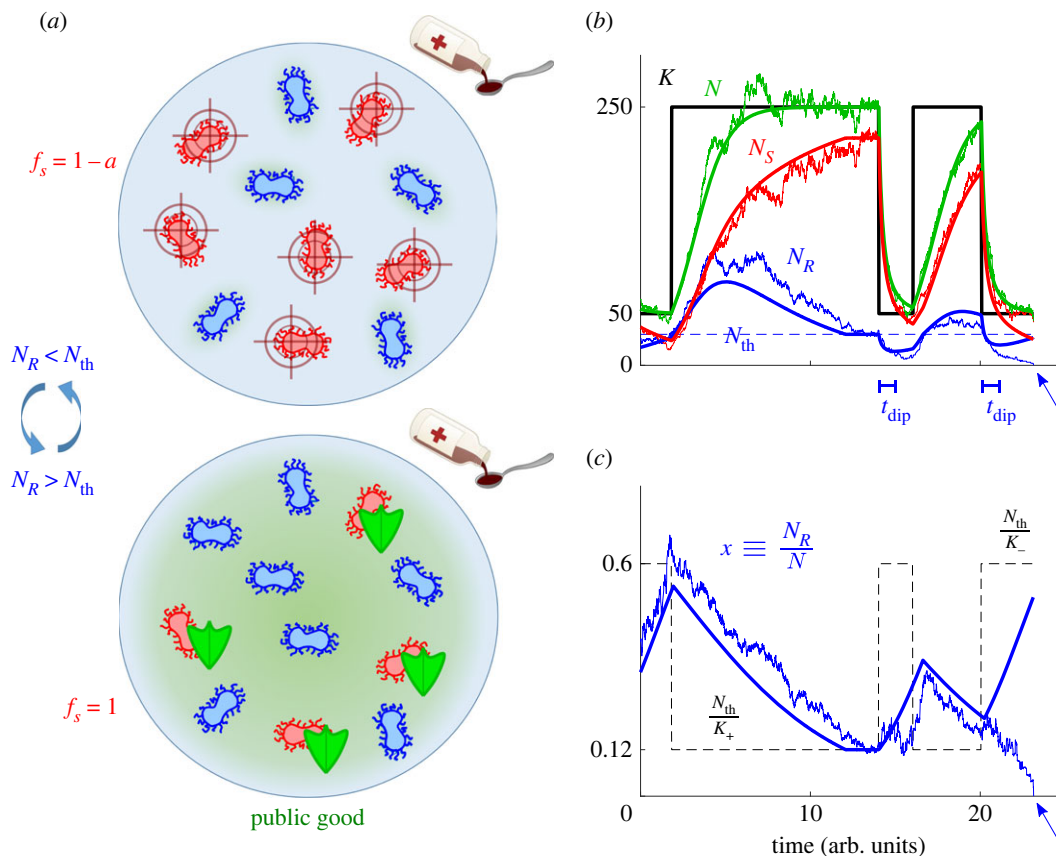 (a)
f_s = 1 – a
N_R < N_th
N_R > N_th
f_s = 1
public good
(b)
K
N
N_S
N_R
N_th
250
50
0
t_dip
t_dip
(c)
x ≡ N_R/N
N_th/K_–
N_th/K_+
0.6
0.12
0
10
20
time (arb. units)